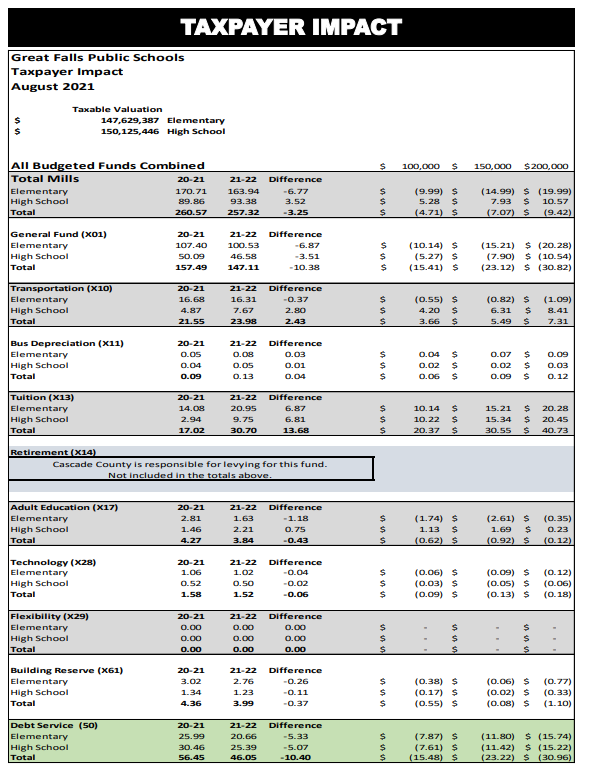 TAXPAYER IMPACT
Great Falls Public Schools
Taxpayer Impact
August 2021
Taxable Valuation
$ 147,629,387 Elementary
$ 150,125,446 High School
All Budgeted Funds Combined $ 100,000 $ 150,000 $200,000
Total Mills 20-21 21-22 Difference
Elementary 170.71 163.94 -6.77 $ (9.99) $ (14.99) $ (19.99)
High School 89.86 93.38 3.52 $ 5.28 $ 7.93 $ 10.57
Total 260.57 257.32 -3.25 $ (4.71) $ (7.07) $ (9.42)
General Fund (X01) 20-21 21-22 Difference
Elementary 107.40 100.53 -6.87 $ (10.14) $ (15.21) $ (20.28)
High School 50.09 46.58 -3.51 $ (5.27) $ (7.90) $ (10.54)
Total 157.49 147.11 -10.38 $ (15.41) $ (23.12) $ (30.82)
Transportation (X10) 20-21 21-22 Difference
Elementary 16.68 16.31 -0.37 $ (0.55) $ (0.82) $ (1.09)
High School 4.87 7.67 2.80 $ 4.20 $ 6.31 $ 8.41
Total 21.55 23.98 2.43 $ 3.66 $ 5.49 $ 7.31
Bus Depreciation (X11) 20-21 21-22 Difference
Elementary 0.05 0.08 0.03 $ 0.04 $ 0.07 $ 0.09
High School 0.04 0.05 0.01 $ 0.02 $ 0.02 $ 0.03
Total 0.09 0.13 0.04 $ 0.06 $ 0.09 $ 0.12
Tuition (X13) 20-21 21-22 Difference
Elementary 14.08 20.95 6.87 $ 10.14 $ 15.21 $ 20.28
High School 2.94 9.75 6.81 $ 10.22 $ 15.34 $ 20.45
Total 17.02 30.70 13.68 $ 20.37 $ 30.55 $ 40.73
Retirement (X14)
Cascade County is responsible for levying for this fund.
Not included in the totals above.
Adult Education (X17) 20-21 21-22 Difference
Elementary 2.81 1.63 -1.18 $ (1.74) $ (2.61) $ (0.35)
High School 1.46 2.21 0.75 $ 1.13 $ 1.69 $ 0.23
Total 4.27 3.84 -0.43 $ (0.62) $ (0.92) $ (0.12)
Technology (X28) 20-21 21-22 Difference
Elementary 1.06 1.02 -0.04 $ (0.06) $ (0.09) $ (0.12)
High School 0.52 0.50 -0.02 $ (0.03) $ (0.05) $ (0.06)
Total 1.58 1.52 -0.06 $ (0.09) $ (0.13) $ (0.18)
Flexibility (X29) 20-21 21-22 Difference
Elementary 0.00 0.00 0.00 $ - $ - $ -
High School 0.00 0.00 0.00 $ - $ - $ -
Total 0.00 0.00 0.00 $ - $ - $ -
Building Reserve (X61) 20-21 21-22 Difference
Elementary 3.02 2.76 -0.26 $ (0.38) $ (0.06) $ (0.77)
High School 1.34 1.23 -0.11 $ (0.17) $ (0.02) $ (0.33)
Total 4.36 3.99 -0.37 $ (0.55) $ (0.08) $ (1.10)
Debt Service (50) 20-21 21-22 Difference
Elementary 25.99 20.66 -5.33 $ (7.87) $ (11.80) $ (15.74)
High School 30.46 25.39 -5.07 $ (7.61) $ (11.42) $ (15.22)
Total 56.45 46.05 -10.40 $ (15.48) $ (23.22) $ (30.96)